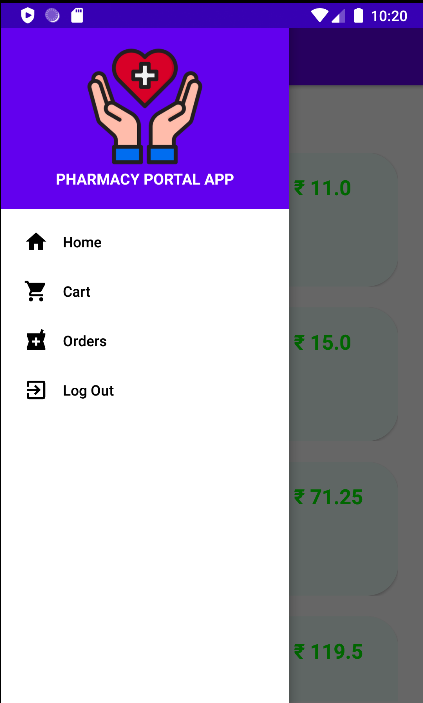 10:20
PHARMACY PORTAL APP
₹ 11.0
Home
Cart
₹ 15.0
Orders
Log Out
₹ 71.25
₹ 119.5